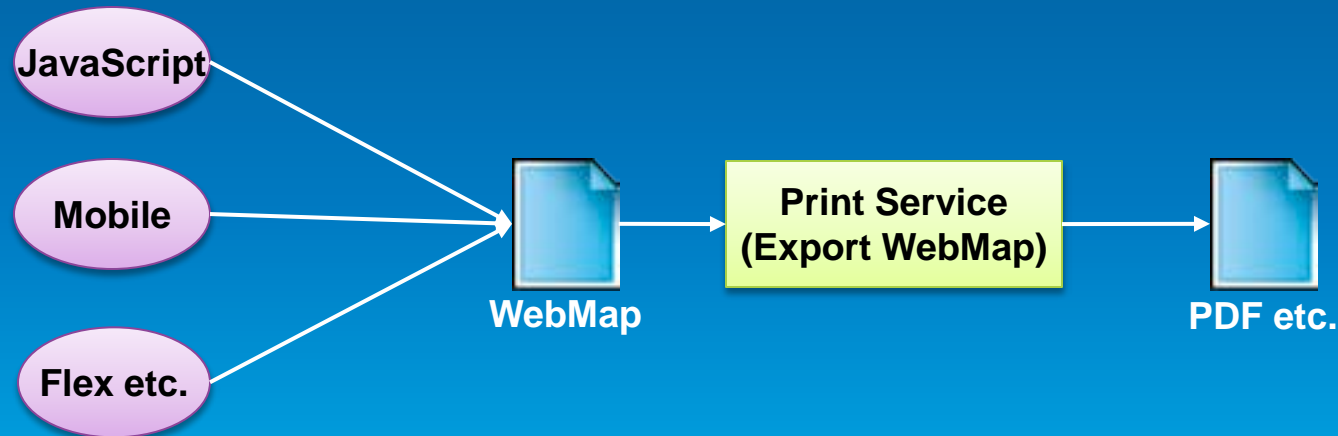 JavaScript
Mobile
Flex etc.
WebMap
Print Service
(Export WebMap)
PDF etc.